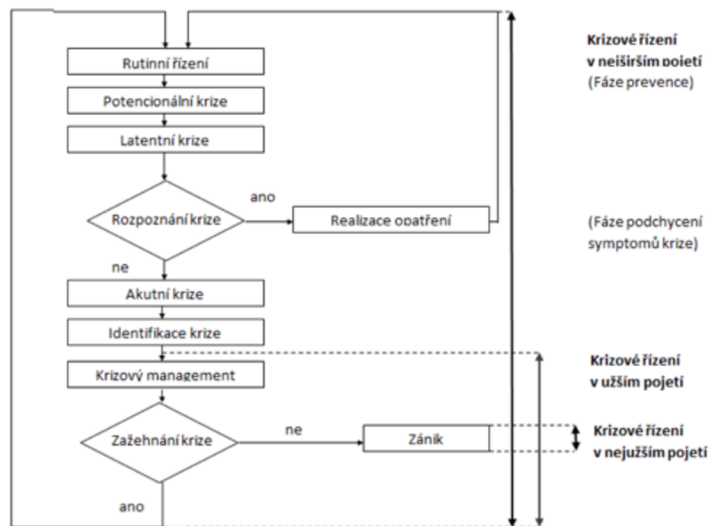 Krizové řízení
v nejširším pojetí
(Fáze prevence)
Rutinní řízení
Potencionální krize
Latentní krize
ano
Rozpoznání krize
Realizace opatření
(Fáze podchycení
symptomů krize)
ne
Akutní krize
Identifikace krize
Krizové řízení
v užším pojetí
Krizový management
ne
Zažehnání krize
Zánik
Krizové řízení
v nejužším pojetí
ano